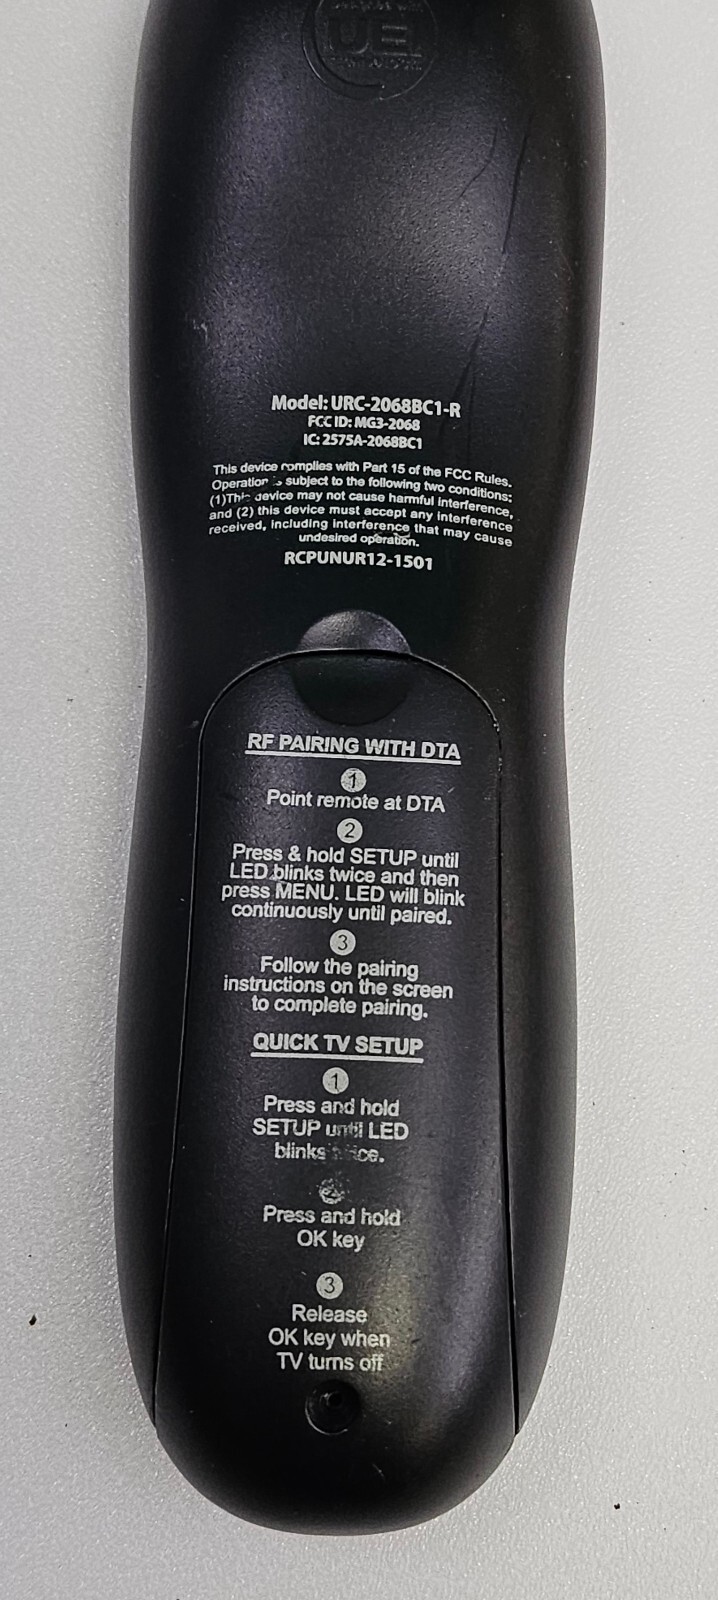 UEI
Model: URC-2068BC1-R
FCC ID: MG3-2068
IC: 2575A-2068BC1
This device complies with Part 15 of the FCC Rules.
Operation is subject to the following two conditions:
(1)This device may not cause harmful interference,
and (2) this device must accept any interference
received, including interference that may cause
undesired operation.
RCPUNUR12-1501
RF PAIRING WITH DTA
1
Point remote at DTA
2
Press & hold SETUP until
LED blinks twice and then
press MENU. LED will blink
continuously until paired.
3
Follow the pairing
instructions on the screen
to complete pairing.
QUICK TV SETUP
1
Press and hold
SETUP until LED
blinks twice.
2
Press and hold
OK key
3
Release
OK key when
TV turns off